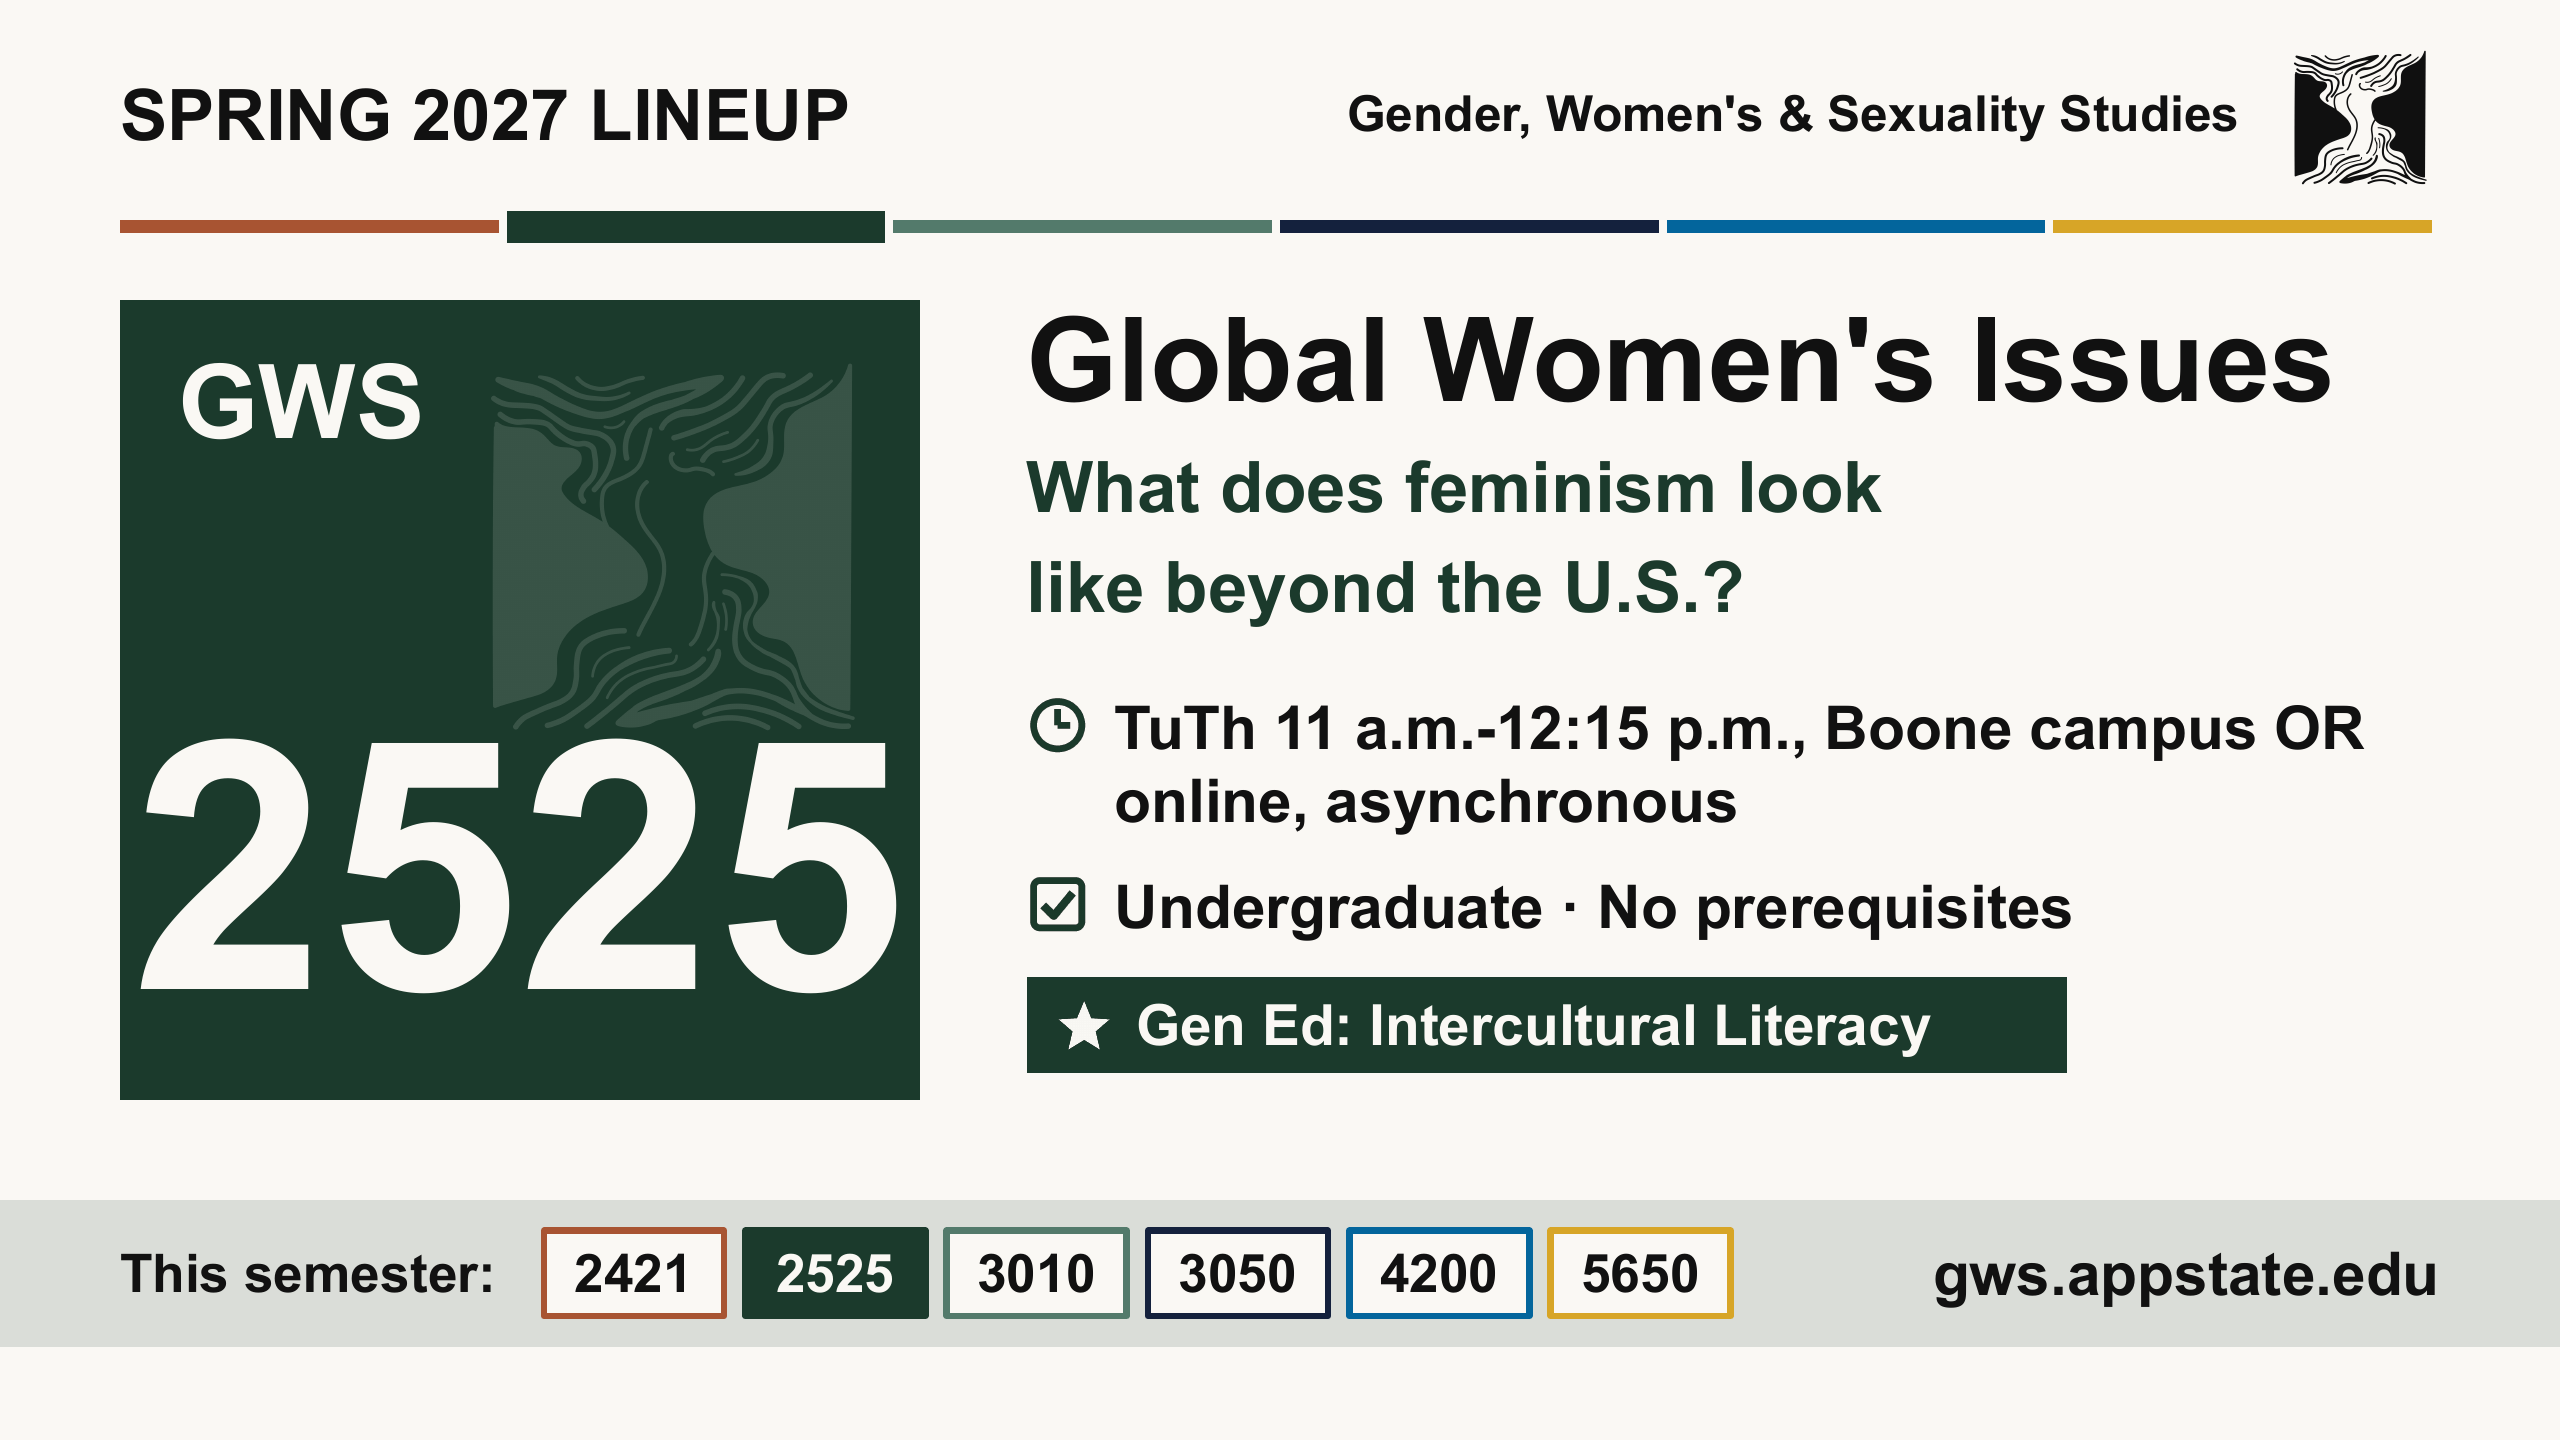 SPRING 2027 LINEUP
Gender, Women's & Sexuality Studies
GWS
2525
Global Women's Issues
What does feminism look
like beyond the U.S.?
TuTh 11 a.m.-12:15 p.m., Boone campus OR
online, asynchronous
Undergraduate · No prerequisites
Gen Ed: Intercultural Literacy
This semester: 2421 2525 3010 3050 4200 5650 gws.appstate.edu